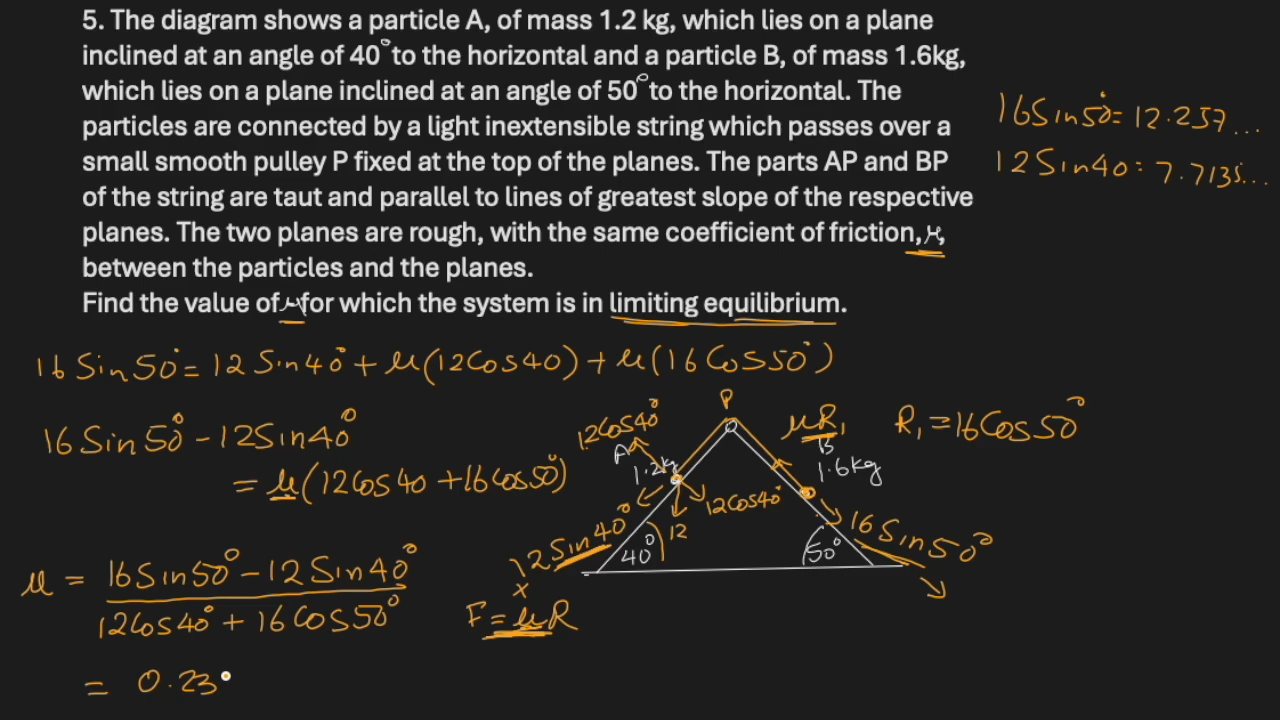 5. The diagram shows a particle A, of mass 1.2 kg, which lies on a plane
inclined at an angle of 40° to the horizontal and a particle B, of mass 1.6kg,
which lies on a plane inclined at an angle of 50° to the horizontal. The
particles are connected by a light inextensible string which passes over a
small smooth pulley P fixed at the top of the planes. The parts AP and BP
of the string are taut and parallel to lines of greatest slope of the respective
planes. The two planes are rough, with the same coefficient of friction, μ,
between the particles and the planes.
Find the value of μ for which the system is in limiting equilibrium.
16Sin50° = 12.257...
12Sin40 = 7.7135...
16 Sin 50° = 12 Sin 40° + μ(12Cos40) + μ(16 Cos50°)
16 Sin 50° - 12Sin40°
= μ(12Cos40 + 16Cos50°)
μ = 16Sin50° - 12Sin40°
12Cos40° + 16Cos50°
= 0.23
P
12Cos40°
A
1.2kg
μR₁
R₁ = 16Cos50°
B
1.6kg
12Cos40°
12Sin40°
12
40°
50°
16Sin50°
x
F = μR